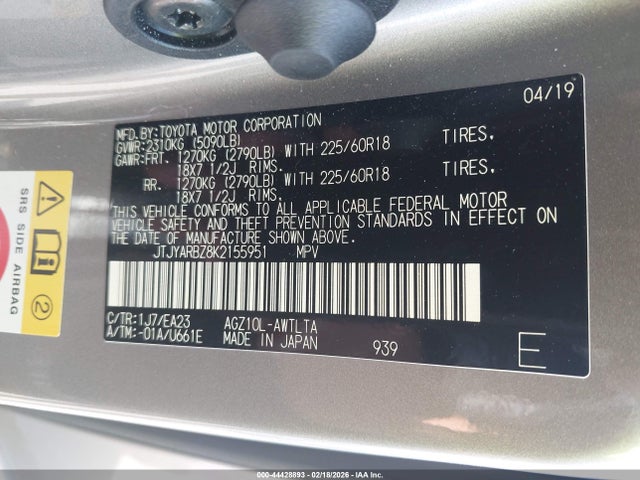 04/19
MFD.BY:TOYOTA MOTOR CORPORATION
GVWR:2310KG (5090LB)
GAWR:FRT. 1270KG (2790LB) WITH 225/60R18 TIRES,
18X7 1/2J RIMS.
RR. 1270KG (2790LB) WITH 225/60R18 TIRES,
18X7 1/2J RIMS.
THIS VEHICLE CONFORMS TO ALL APPLICABLE FEDERAL MOTOR
VEHICLE SAFETY AND THEFT PREVENTION STANDARDS IN EFFECT ON
THE DATE OF MANUFACTURE SHOWN ABOVE.
JTJYARBZ8K2155951 MPV
C/TR:1J7/EA23 AGZ10L-AWTLTA
A/TM:-01A/U661E MADE IN JAPAN 939 E
SRS SIDE AIRBAG
2
000-44428893 - 02/18/2026 - Copyright IAA, Inc.